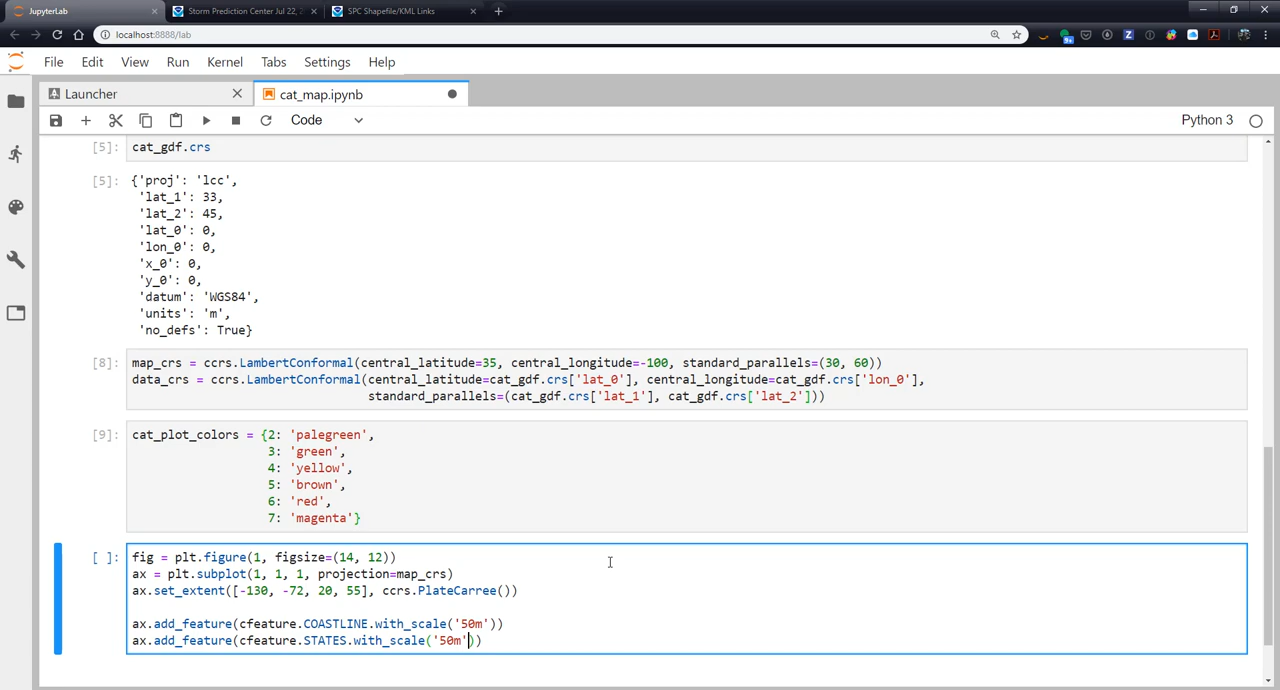 JupyterLab
Storm Prediction Center Jul 22, 2
SPC Shapefile/KML Links
localhost:8888/lab
9+
Z
File Edit View Run Kernel Tabs Settings Help
Launcher
cat_map.ipynb
Code
Python 3
[5]: cat_gdf.crs
[5]: {'proj': 'lcc',
'lat_1': 33,
'lat_2': 45,
'lat_0': 0,
'lon_0': 0,
'x_0': 0,
'y_0': 0,
'datum': 'WGS84',
'units': 'm',
'no_defs': True}
[8]: map_crs = ccrs.LambertConformal(central_latitude=35, central_longitude=-100, standard_parallels=(30, 60))
data_crs = ccrs.LambertConformal(central_latitude=cat_gdf.crs['lat_0'], central_longitude=cat_gdf.crs['lon_0'],
standard_parallels=(cat_gdf.crs['lat_1'], cat_gdf.crs['lat_2']))
[9]: cat_plot_colors = {2: 'palegreen',
3: 'green',
4: 'yellow',
5: 'brown',
6: 'red',
7: 'magenta'}
[ ]: fig = plt.figure(1, figsize=(14, 12))
ax = plt.subplot(1, 1, 1, projection=map_crs)
ax.set_extent([-130, -72, 20, 55], ccrs.PlateCarree())
ax.add_feature(cfeature.COASTLINE.with_scale('50m'))
ax.add_feature(cfeature.STATES.with_scale('50m'))